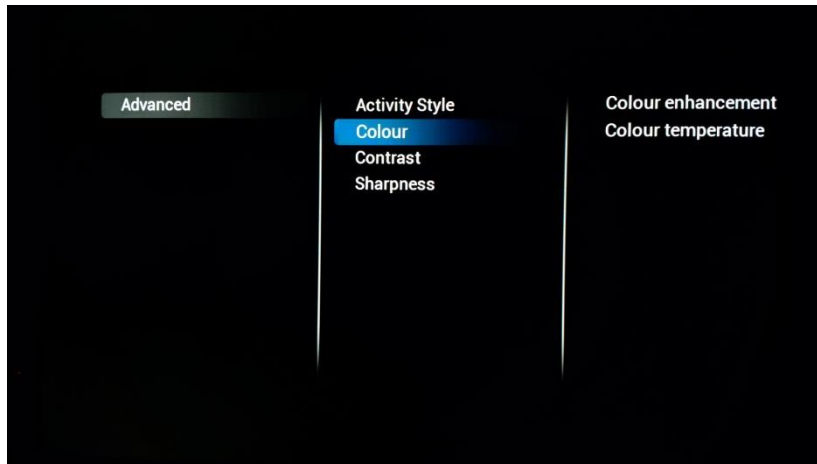 Advanced
Activity Style
Colour
Contrast
Sharpness
Colour enhancement
Colour temperature